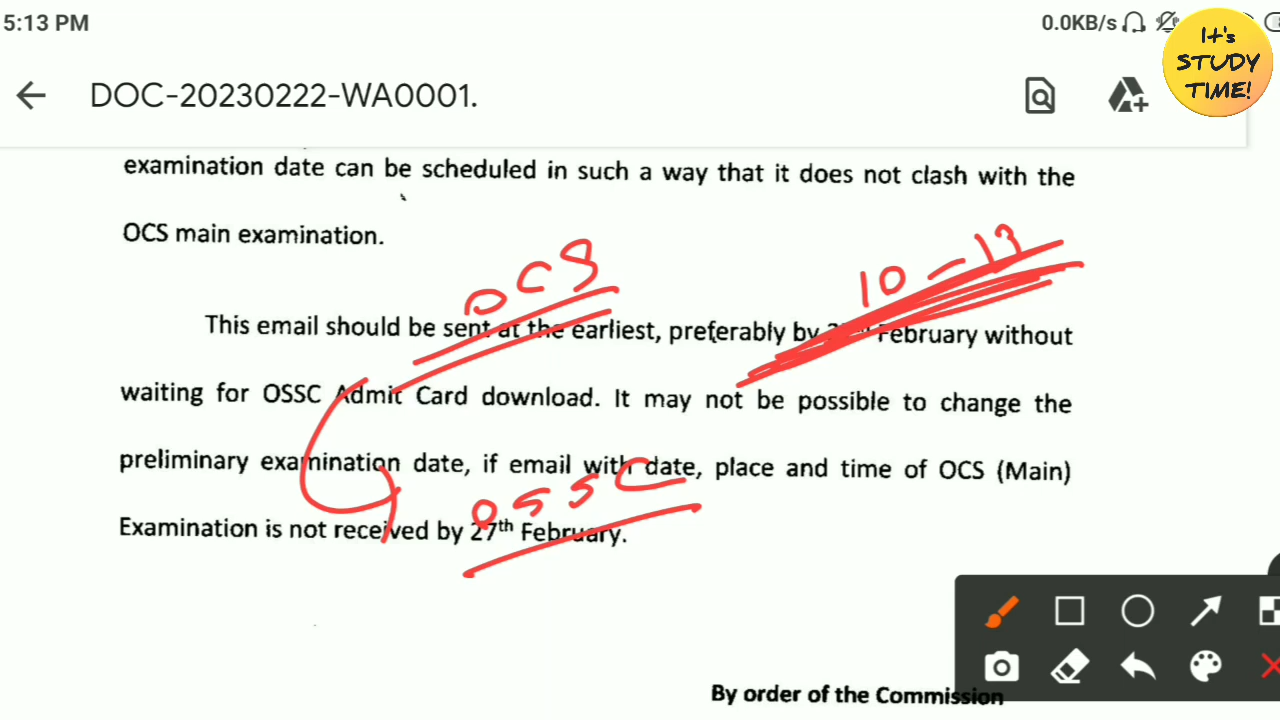 5:13 PM
0.0KB/s
It's
STUDY
TIME!
DOC-20230222-WA0001.
examination date can be scheduled in such a way that it does not clash with the
OCS main examination.
OCS
10 - 13
This email should be sent at the earliest, preferably by February without
waiting for OSSC Admit Card download. It may not be possible to change the
preliminary examination date, if email with date, place and time of OCS (Main)
OSSC
Examination is not received by 27th February.
By order of the Commission